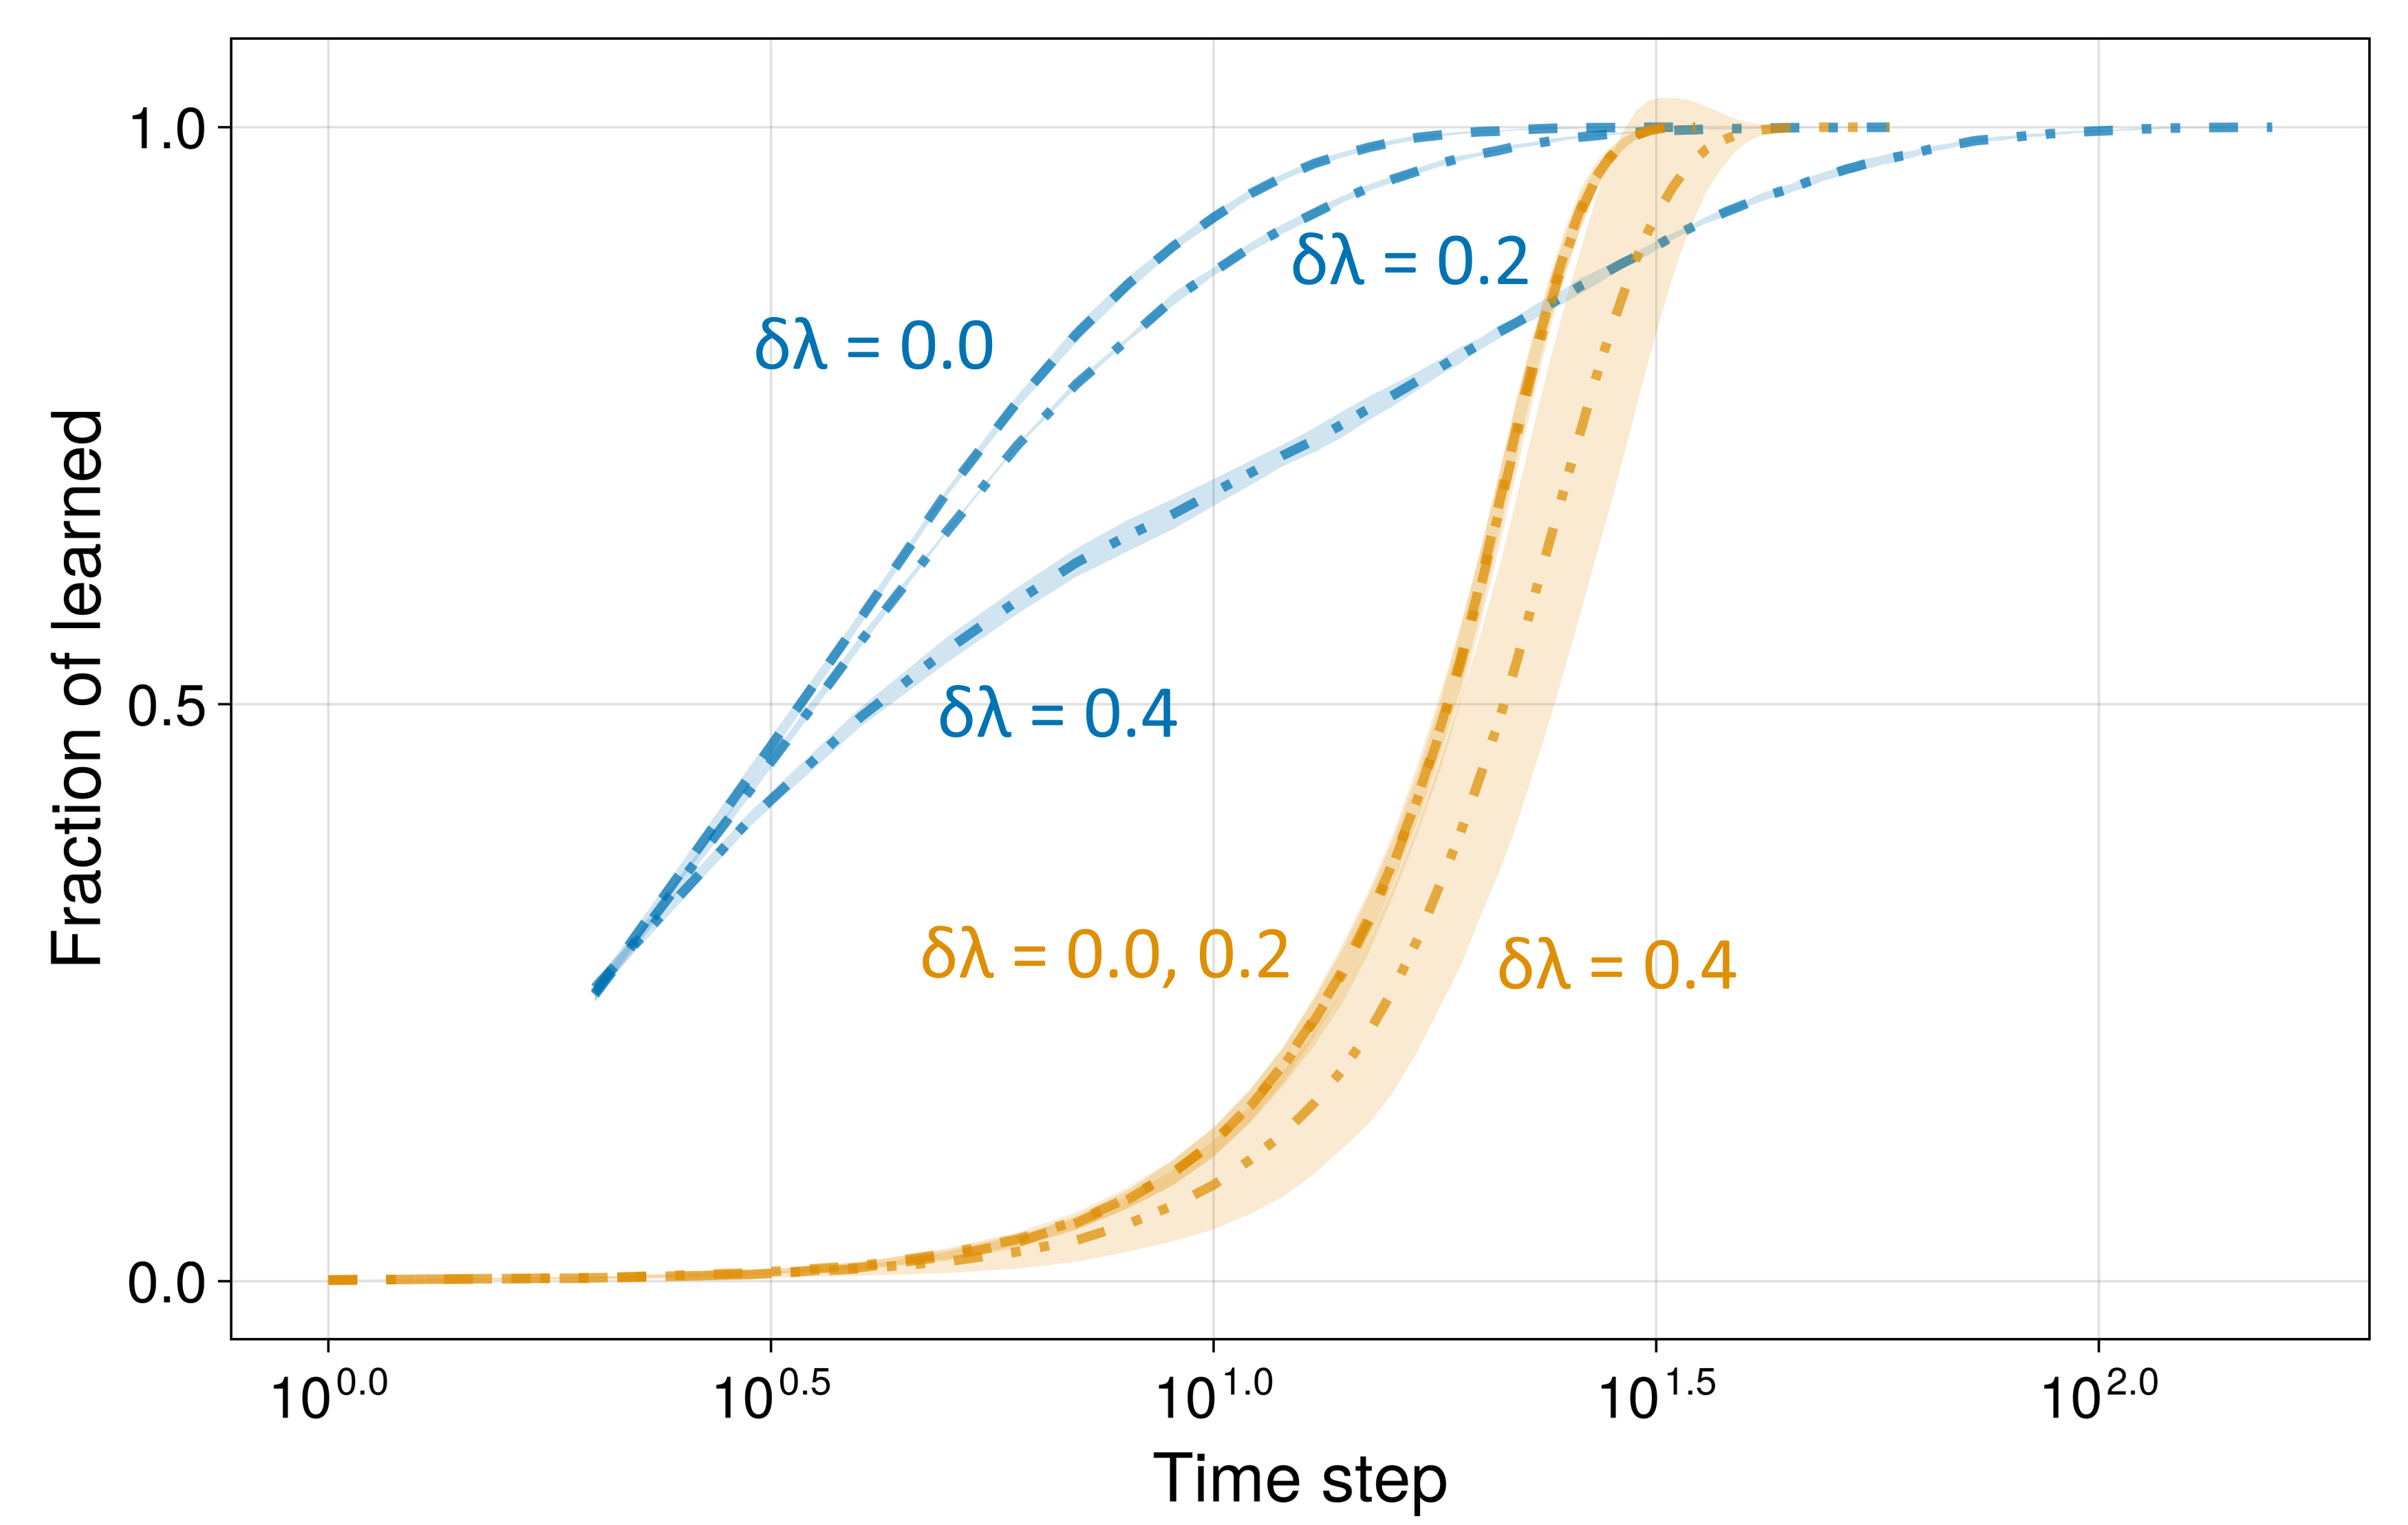 1.0
δλ = 0.2
δλ = 0.0
Fraction of learned
0.5
δλ = 0.4
δλ = 0.0, 0.2
δλ = 0.4
0.0
10^0.0 10^0.5 10^1.0 10^1.5 10^2.0
Time step